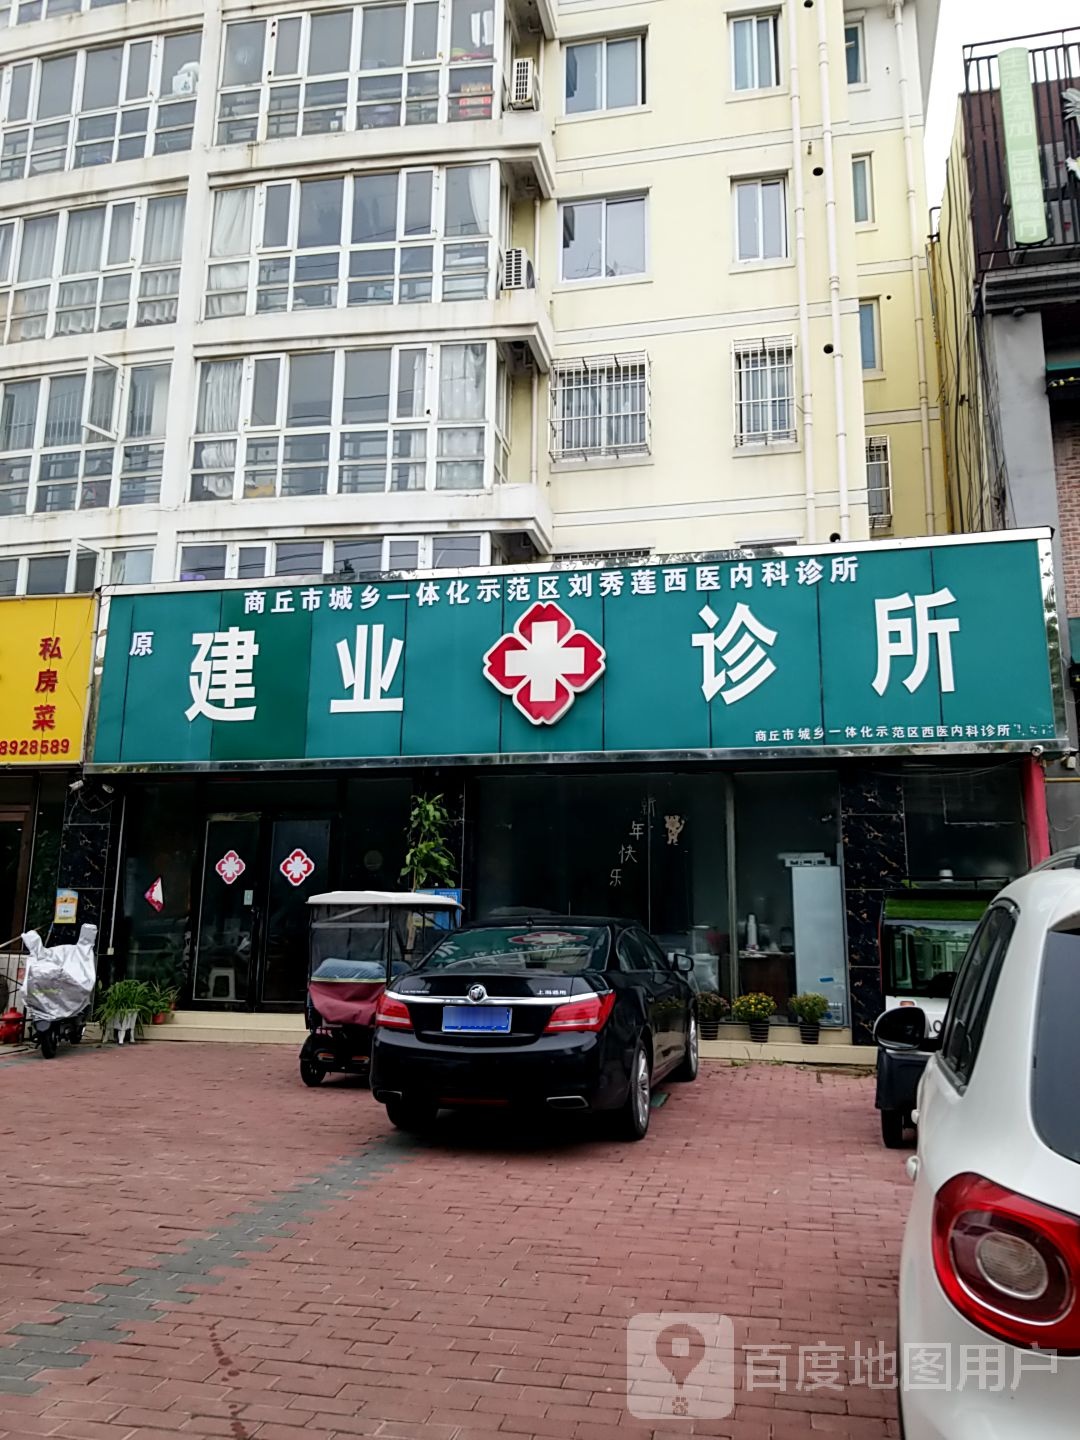 商丘市城乡一体化示范区刘秀莲西医内科诊所
原 建业诊所
商丘市城乡一体化示范区西医内科诊所
私房菜
8928589
新年快乐
上海通用
百度地图用户